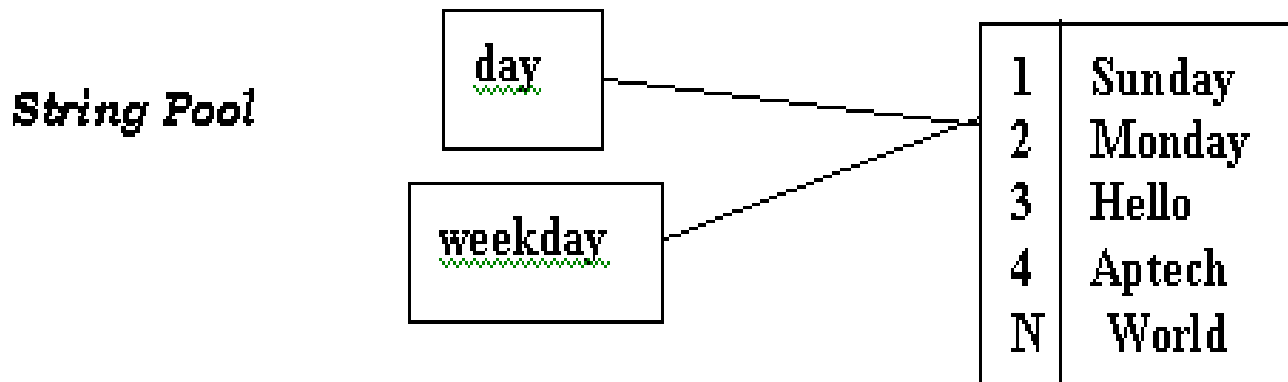 String Pool
day
weekday
1 Sunday
2 Monday
3 Hello
4 Aptech
N World